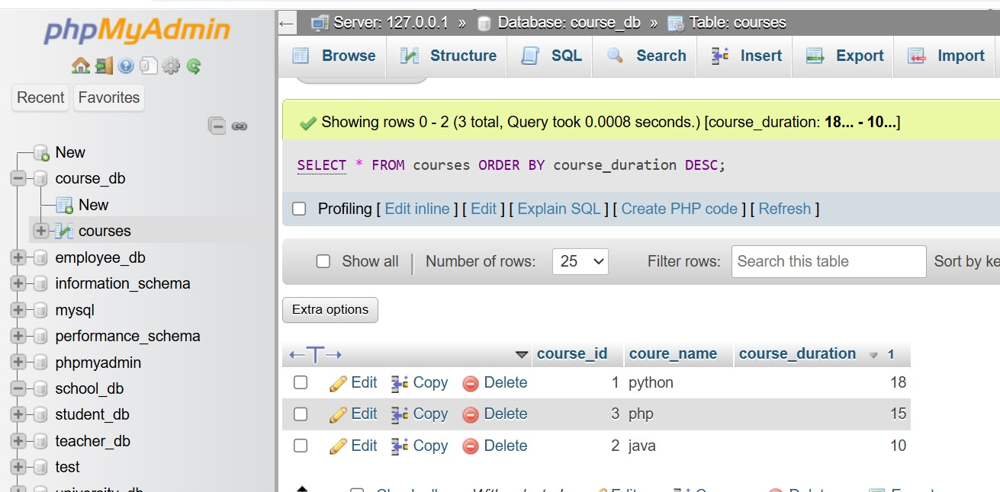 phpMyAdmin
Recent Favorites
New
course_db
New
courses
employee_db
information_schema
mysql
performance_schema
phpmyadmin
school_db
student_db
teacher_db
test
university_db
Server: 127.0.0.1 » Database: course_db » Table: courses
Browse Structure SQL Search Insert Export Import
Showing rows 0 - 2 (3 total, Query took 0.0008 seconds.) [course_duration: 18... - 10...]
SELECT * FROM courses ORDER BY course_duration DESC;
Profiling [ Edit inline ] [ Edit ] [ Explain SQL ] [ Create PHP code ] [ Refresh ]
Show all | Number of rows: 25 Filter rows: Search this table Sort by ke
Extra options
←T→ course_id coure_name course_duration 1
Edit Copy Delete 1 python 18
Edit Copy Delete 3 php 15
Edit Copy Delete 2 java 10